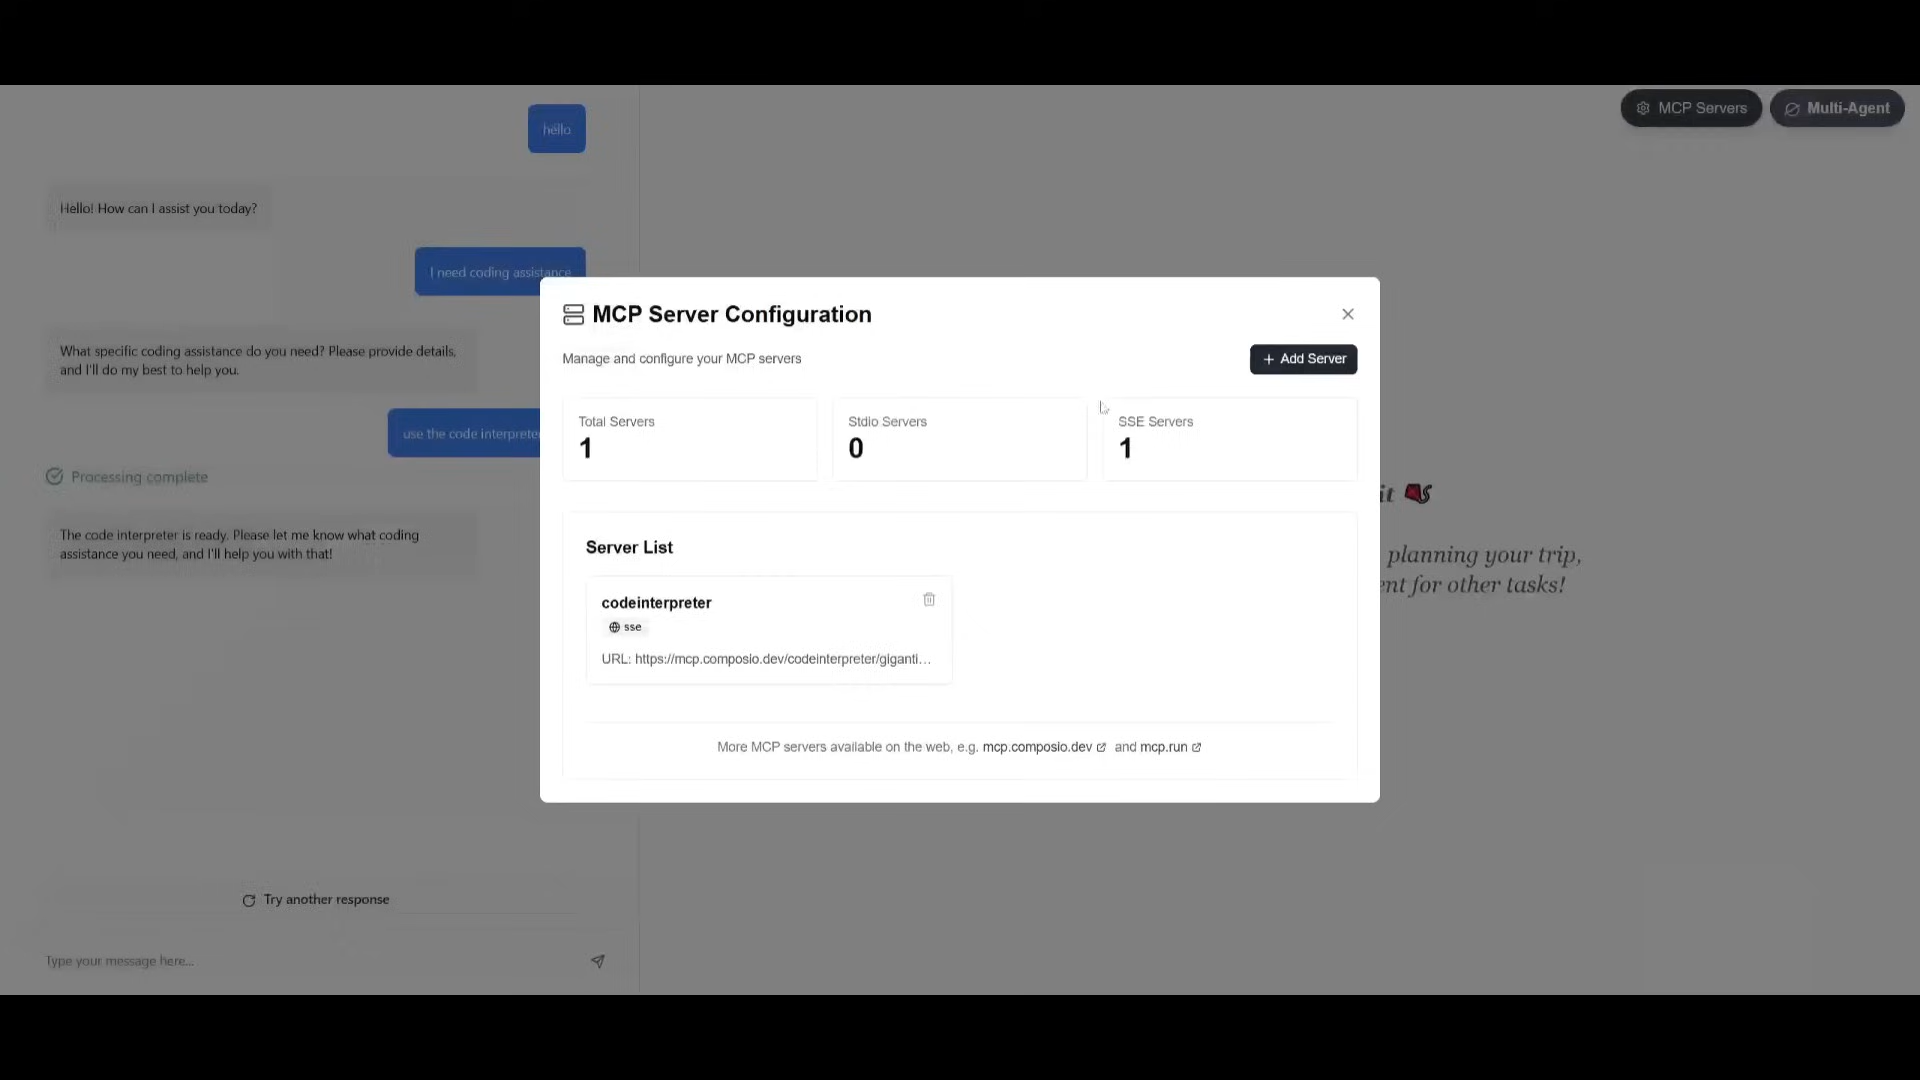 hello
MCP Servers
Multi-Agent
Hello! How can I assist you today?
I need coding assistance
What specific coding assistance do you need? Please provide details,
and I'll do my best to help you.
use the code interpreter
Processing complete
The code interpreter is ready. Please let me know what coding
assistance you need, and I'll help you with that!
Try another response
Type your message here...
MCP Server Configuration
Manage and configure your MCP servers
+ Add Server
Total Servers
1
Stdio Servers
0
SSE Servers
1
Server List
codeinterpreter
sse
URL: https://mcp.composio.dev/codeinterpreter/giganti...
More MCP servers available on the web, e.g. mcp.composio.dev and mcp.run
it
planning your trip,
for other tasks!